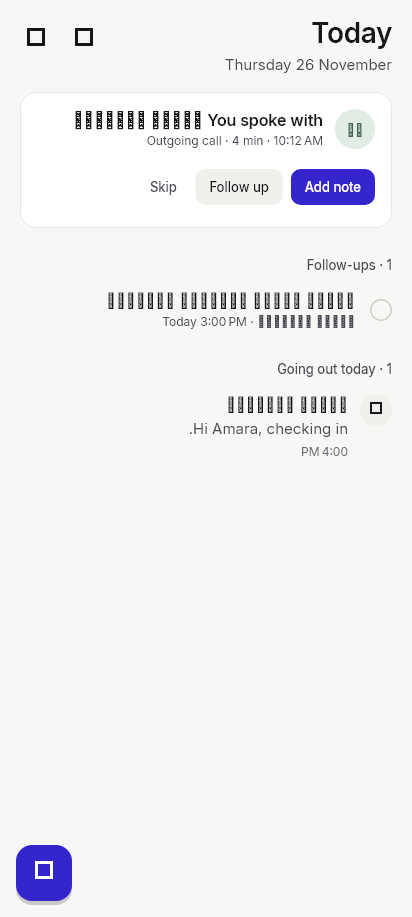 Today
Thursday 26 November
You spoke with
Outgoing call · 4 min · 10:12 AM
Add note
Follow up
Skip
Follow-ups · 1
Today 3:00 PM ·
Going out today · 1
Hi Amara, checking in.
4:00 PM